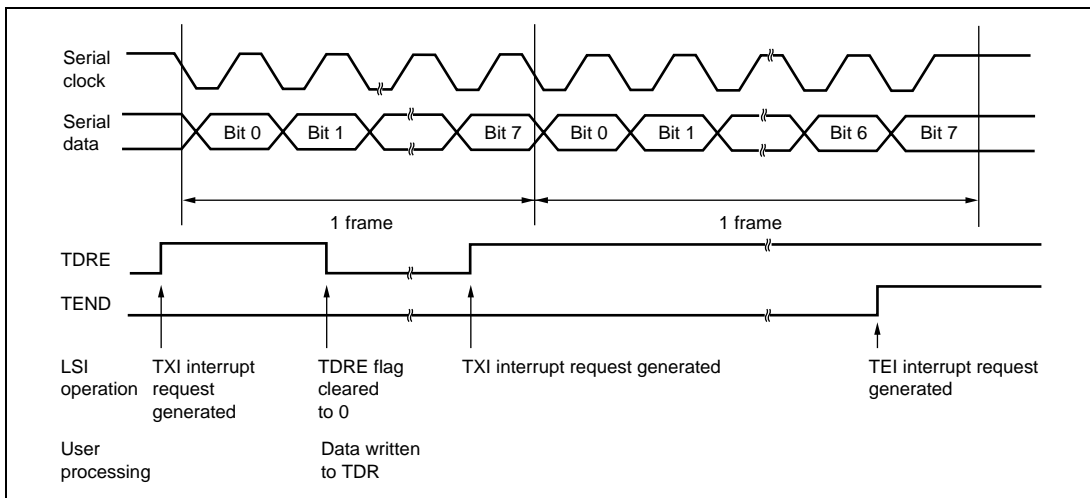 Serial
clock
Serial
data
Bit 0
Bit 1
Bit 7
Bit 0
Bit 1
Bit 6
Bit 7
1 frame
1 frame
TDRE
TEND
LSI
operation
TXI interrupt
request
generated
TDRE flag
cleared
to 0
TXI interrupt request generated
TEI interrupt request
generated
User
processing
Data written
to TDR